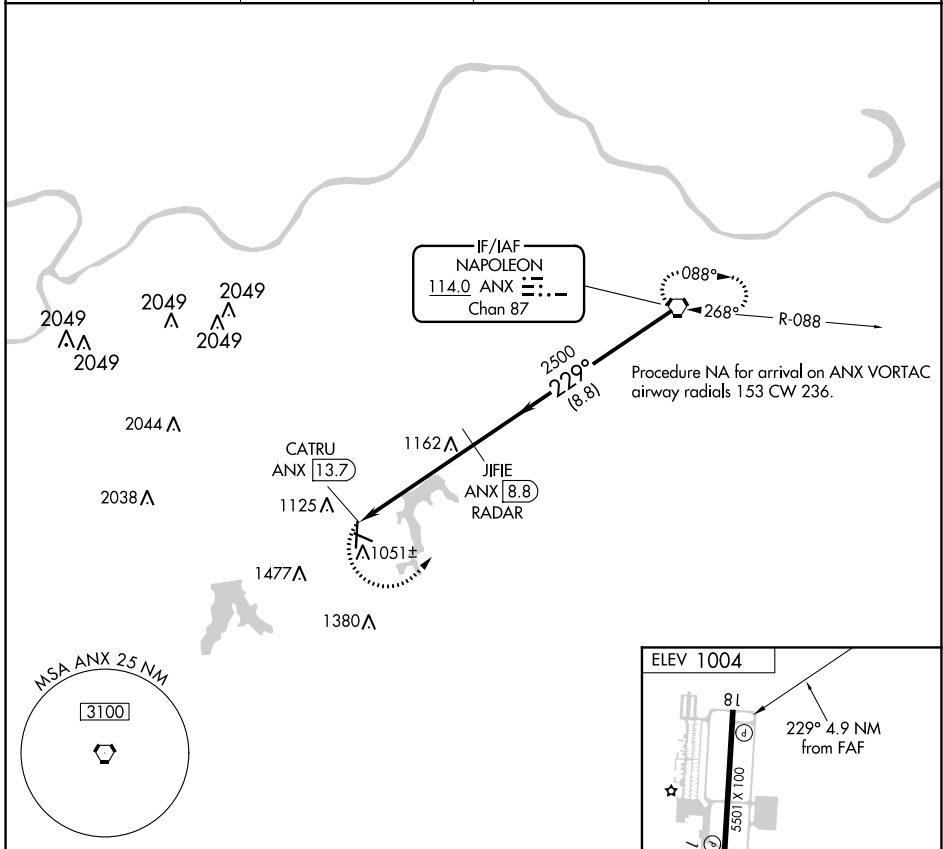 IF/IAF
NAPOLEON
114.0 ANX
Chan 87
088°
268°
R-088
Procedure NA for arrival on ANX VORTAC
airway radials 153 CW 236.
2500
229°
(8.8)
2049
2049
2049
2049
2049
2044
2038
1162
CATRU
ANX 13.7
JIFIE
ANX 8.8
RADAR
1125
1051±
1477
1380
MSA ANX 25 NM
3100
ELEV 1004
18
P
229° 4.9 NM
from FAF
5501 X 100
P